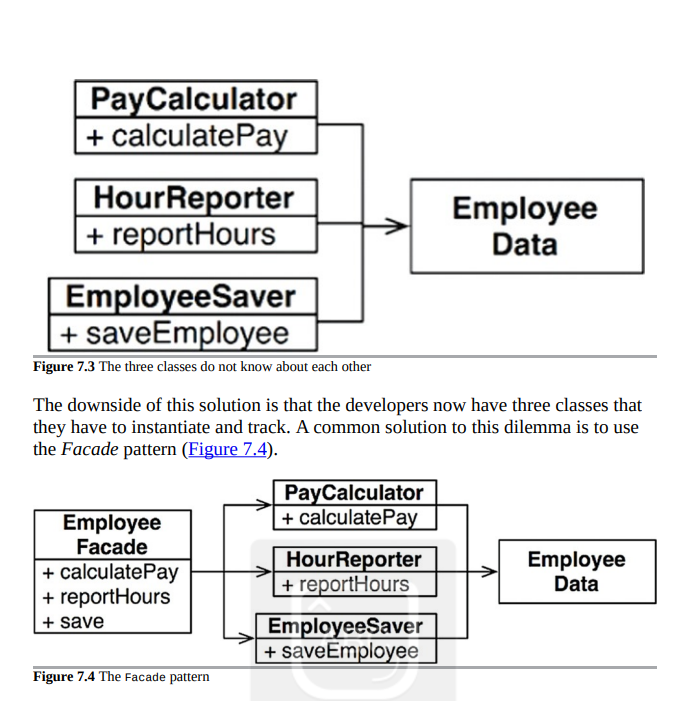 PayCalculator
+ calculatePay
HourReporter
+ reportHours
EmployeeSaver
+ saveEmployee
Employee
Data
Figure 7.3 The three classes do not know about each other
The downside of this solution is that the developers now have three classes that
they have to instantiate and track. A common solution to this dilemma is to use
the Facade pattern (Figure 7.4).
Employee
Facade
+ calculatePay
+ reportHours
+ save
PayCalculator
+ calculatePay
HourReporter
+ reportHours
EmployeeSaver
+ saveEmployee
Employee
Data
Figure 7.4 The Facade pattern